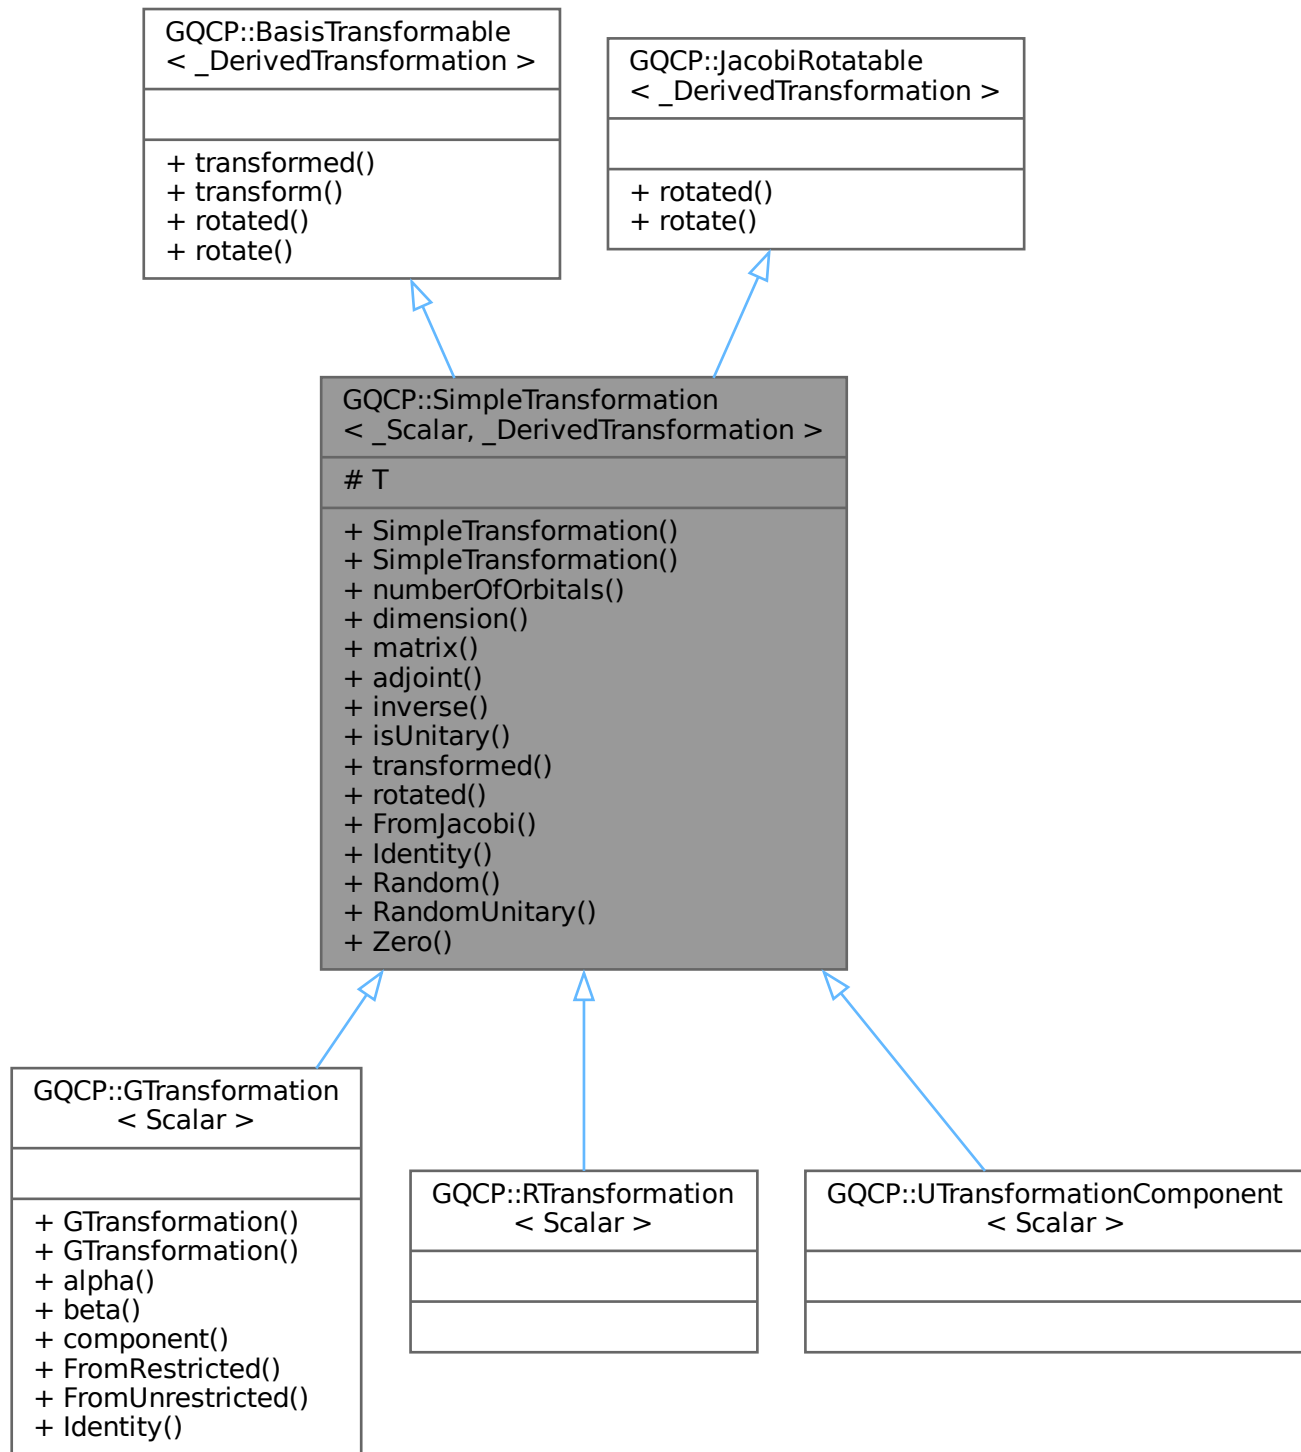 GQCP::BasisTransformable
< _DerivedTransformation >
+ transformed()
+ transform()
+ rotated()
+ rotate()
GQCP::JacobiRotatable
< _DerivedTransformation >
+ rotated()
+ rotate()
GQCP::SimpleTransformation
< _Scalar, _DerivedTransformation >
# T
+ SimpleTransformation()
+ SimpleTransformation()
+ numberOfOrbitals()
+ dimension()
+ matrix()
+ adjoint()
+ inverse()
+ isUnitary()
+ transformed()
+ rotated()
+ FromJacobi()
+ Identity()
+ Random()
+ RandomUnitary()
+ Zero()
GQCP::GTransformation
< Scalar >
+ GTransformation()
+ GTransformation()
+ alpha()
+ beta()
+ component()
+ FromRestricted()
+ FromUnrestricted()
+ Identity()
GQCP::RTransformation
< Scalar >
GQCP::UTransformationComponent
< Scalar >